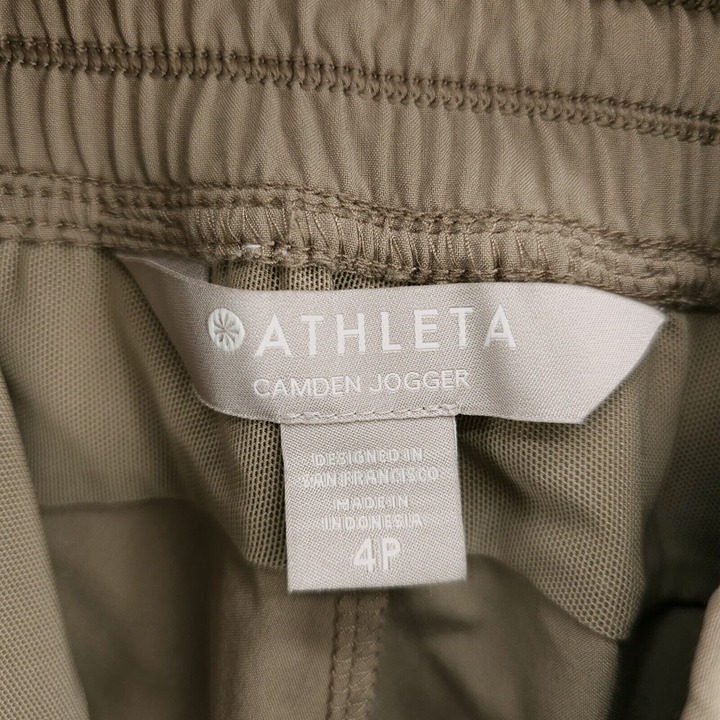 ATHLETA
CAMDEN JOGGER
DESIGNED IN
SAN FRANCISCO
MADE IN
INDONESIA
4P